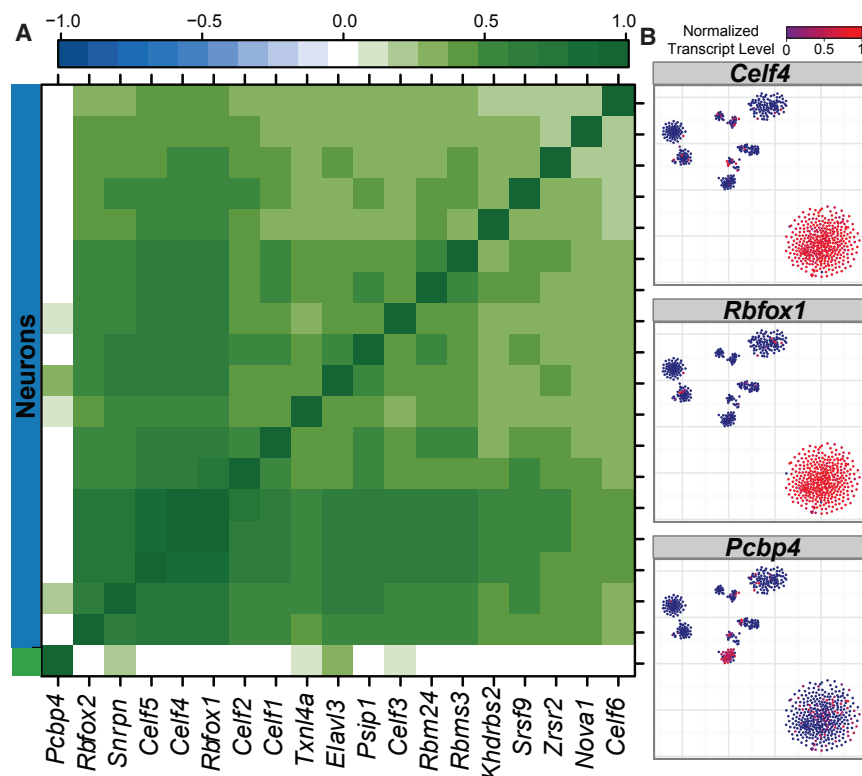 A
−1.0 −0.5 0.0 0.5 1.0
B
Normalized
Transcript Level
0 0.5 1
Celf4
Rbfox1
Pcbp4
Neurons
Pcbp4
Rbfox2
Snrpn
Celf5
Celf4
Rbfox1
Celf2
Celf1
Txnl4a
Elavl3
Psip1
Celf3
Rbm24
Rbms3
Khdrbs2
Srsf9
Zrsr2
Nova1
Celf6